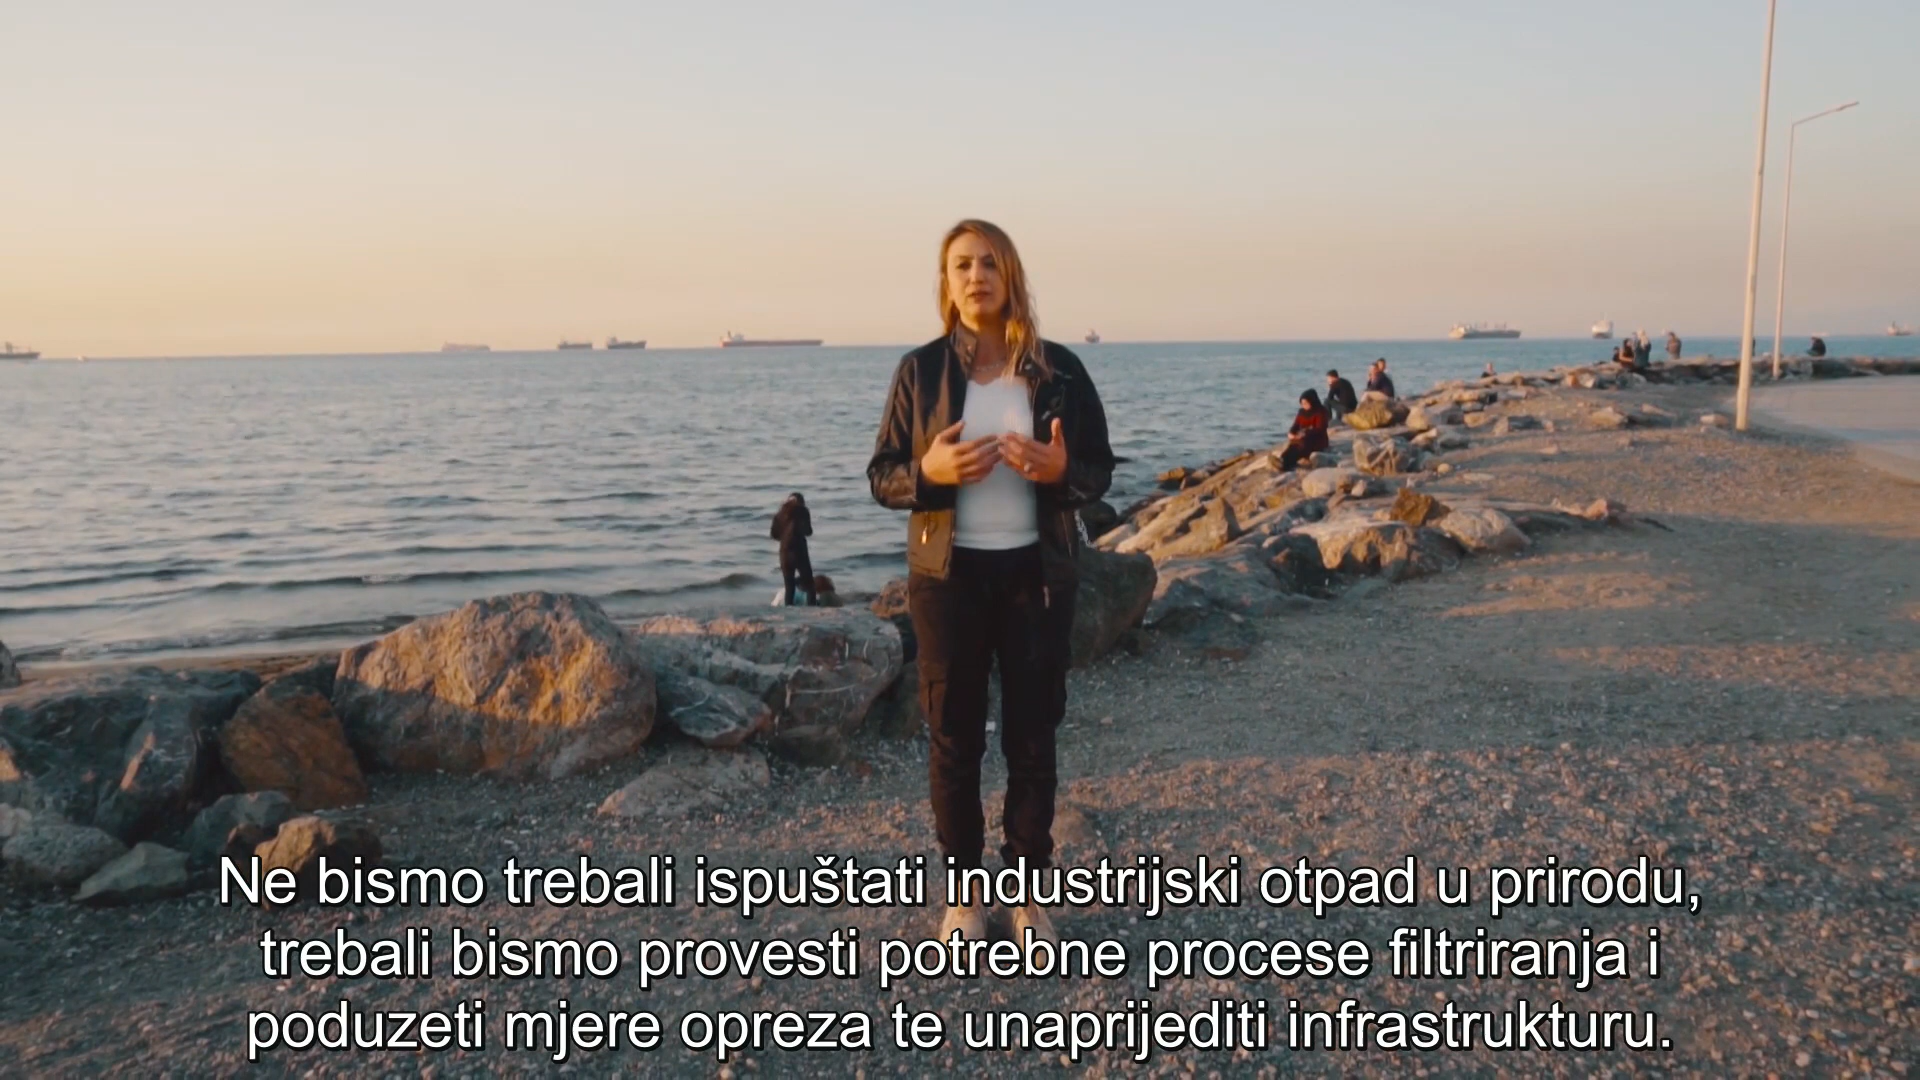 Ne bismo trebali ispuštati industrijski otpad u prirodu,
trebali bismo provesti potrebne procese filtriranja i
poduzeti mjere opreza te unaprijediti infrastrukturu.